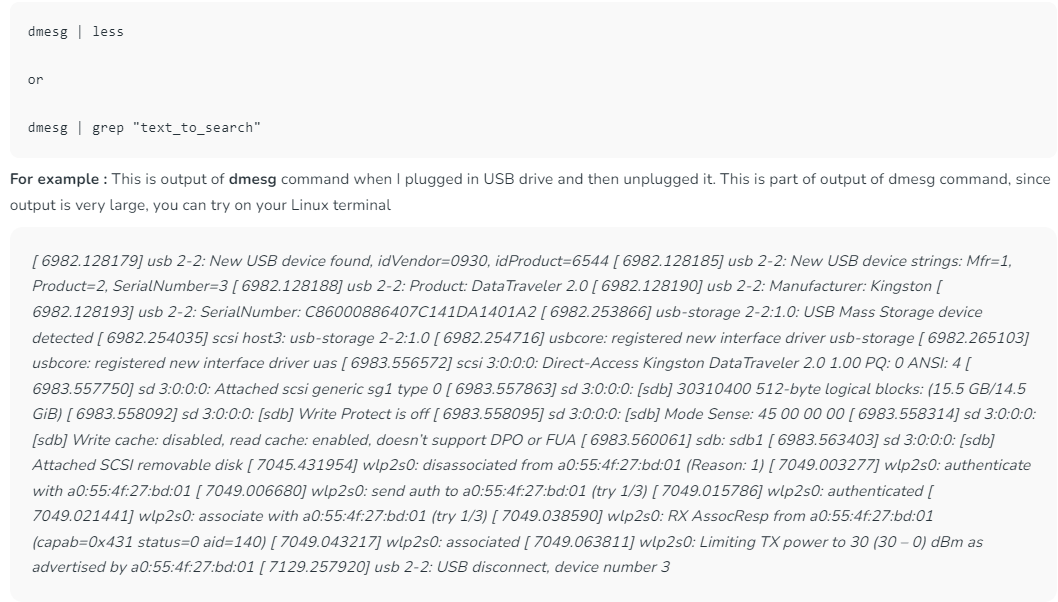 dmesg | less
or
dmesg | grep "text_to_search"
For example : This is output of dmesg command when I plugged in USB drive and then unplugged it. This is part of output of dmesg command, since
output is very large, you can try on your Linux terminal
[ 6982.128179] usb 2-2: New USB device found, idVendor=0930, idProduct=6544 [ 6982.128185] usb 2-2: New USB device strings: Mfr=1,
Product=2, SerialNumber=3 [ 6982.128188] usb 2-2: Product: DataTraveler 2.0 [ 6982.128190] usb 2-2: Manufacturer: Kingston [
6982.128193] usb 2-2: SerialNumber: C86000886407C141DA1401A2 [ 6982.253866] usb-storage 2-2:1.0: USB Mass Storage device
detected [ 6982.254035] scsi host3: usb-storage 2-2:1.0 [ 6982.254716] usbcore: registered new interface driver usb-storage [ 6982.265103]
usbcore: registered new interface driver uas [ 6983.556572] scsi 3:0:0:0: Direct-Access Kingston DataTraveler 2.0 1.00 PQ: 0 ANSI: 4 [
6983.557750] sd 3:0:0:0: Attached scsi generic sg1 type 0 [ 6983.557863] sd 3:0:0:0: [sdb] 30310400 512-byte logical blocks: (15.5 GB/14.5
GiB) [ 6983.558092] sd 3:0:0:0: [sdb] Write Protect is off [ 6983.558095] sd 3:0:0:0: [sdb] Mode Sense: 45 00 00 00 [ 6983.558314] sd 3:0:0:0:
[sdb] Write cache: disabled, read cache: enabled, doesn’t support DPO or FUA [ 6983.560061] sdb: sdb1 [ 6983.563403] sd 3:0:0:0: [sdb]
Attached SCSI removable disk [ 7045.431954] wlp2s0: disassociated from a0:55:4f:27:bd:01 (Reason: 1) [ 7049.003277] wlp2s0: authenticate
with a0:55:4f:27:bd:01 [ 7049.006680] wlp2s0: send auth to a0:55:4f:27:bd:01 (try 1/3) [ 7049.015786] wlp2s0: authenticated [
7049.021441] wlp2s0: associate with a0:55:4f:27:bd:01 (try 1/3) [ 7049.038590] wlp2s0: RX AssocResp from a0:55:4f:27:bd:01
(capab=0x431 status=0 aid=140) [ 7049.043217] wlp2s0: associated [ 7049.063811] wlp2s0: Limiting TX power to 30 (30 – 0) dBm as
advertised by a0:55:4f:27:bd:01 [ 7129.257920] usb 2-2: USB disconnect, device number 3